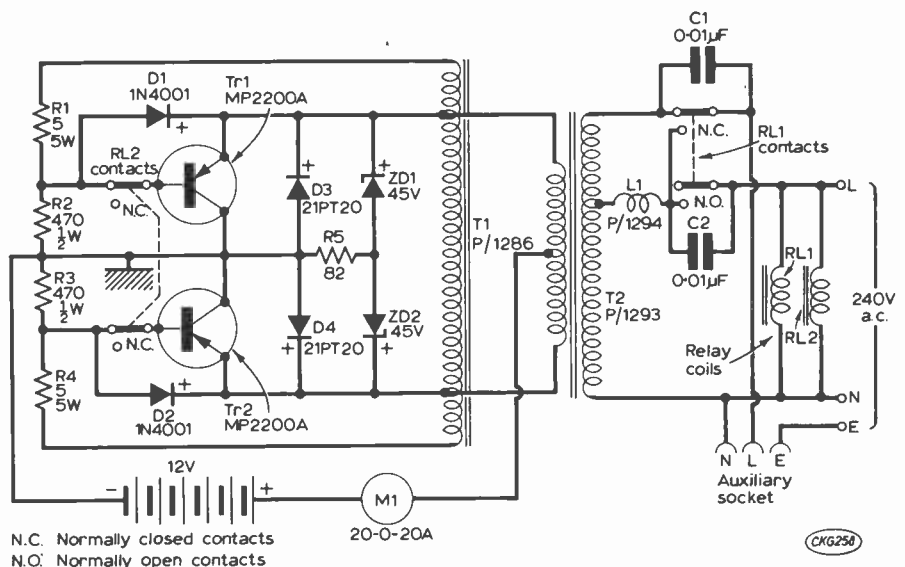 C1
0·01µF
D1
1N4001
+
Tr1
MP2200A
R1
5
5W
RL2
contacts
N.C.
RL1
contacts
N.C.
+
D3
21PT20
ZD1
45V
L
R2
470
½W
N.O.
L1
P/1294
T1
P/1286
R5
82
C2
0·01µF
RL1
R3
470
½W
T2
P/1293
240V
a.c.
N.C.
D4
21PT20
+
ZD2
45V
RL2
Relay
coils
R4
5
5W
+
D2
1N4001
Tr2
MP2200A
N
E
N L E
Auxiliary
socket
12V
- +
M1
20-0-20A
N.C. Normally closed contacts
N.O. Normally open contacts
CKG258